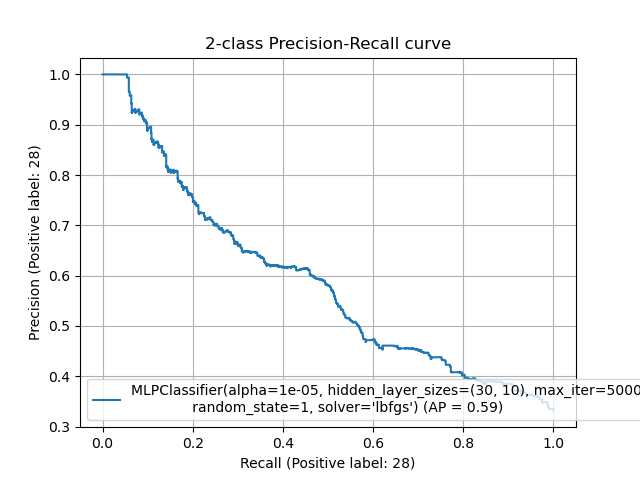 2-class Precision-Recall curve
1.0
0.9
0.8
0.7
0.6
0.5
0.4
0.3
Precision (Positive label: 28)
MLPClassifier(alpha=1e-05, hidden_layer_sizes=(30, 10), max_iter=5000
random_state=1, solver='lbfgs') (AP = 0.59)
0.0 0.2 0.4 0.6 0.8 1.0
Recall (Positive label: 28)